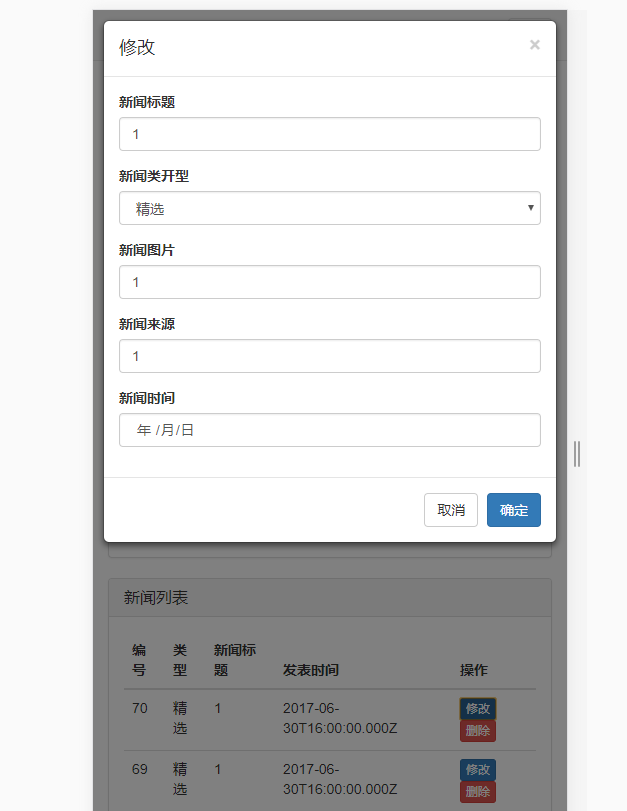 修改
×
新闻标题
1
新闻类开型
精选
新闻图片
1
新闻来源
1
新闻时间
年 /月/日
取消 确定
新闻列表
编号 类型 新闻标题 发表时间 操作
70 精选 1 2017-06-30T16:00:00.000Z 修改 删除
69 精选 1 2017-06-30T16:00:00.000Z 修改 删除